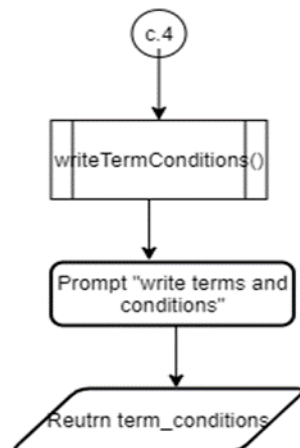 c.4
writeTermConditions()
Prompt "write terms and
conditions"
Reutrn term_conditions